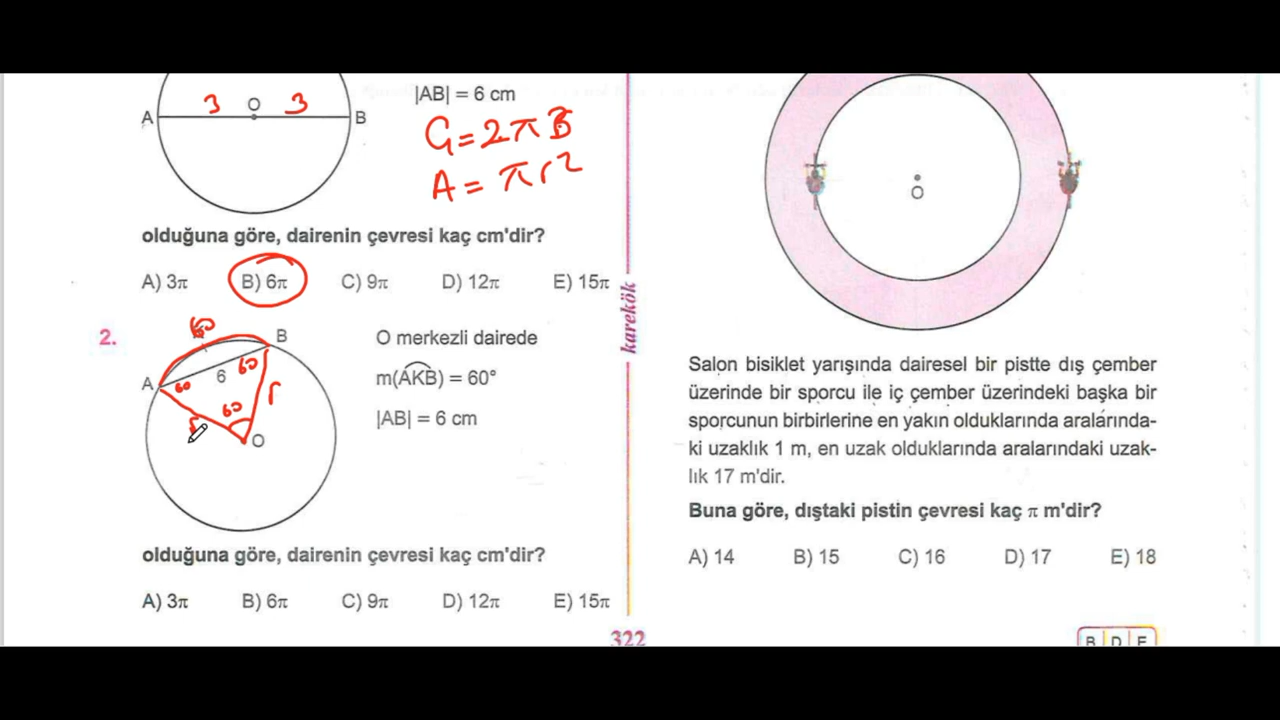 3 O 3
A B
|AB| = 6 cm
Ç = 2πr3
A = πr²
olduğuna göre, dairenin çevresi kaç cm'dir?
A) 3π B) 6π C) 9π D) 12π E) 15π
2.
60
B
A 60 6 60
r
60
r
O
O merkezli dairede
m(AKB) = 60°
|AB| = 6 cm
olduğuna göre, dairenin çevresi kaç cm'dir?
A) 3π B) 6π C) 9π D) 12π E) 15π
karekök
322
O
Salon bisiklet yarışında dairesel bir pistte dış çember
üzerinde bir sporcu ile iç çember üzerindeki başka bir
sporcunun birbirlerine en yakın olduklarında aralarında-
ki uzaklık 1 m, en uzak olduklarında aralarındaki uzak-
lık 17 m'dir.
Buna göre, dıştaki pistin çevresi kaç π m'dir?
A) 14 B) 15 C) 16 D) 17 E) 18
B D E